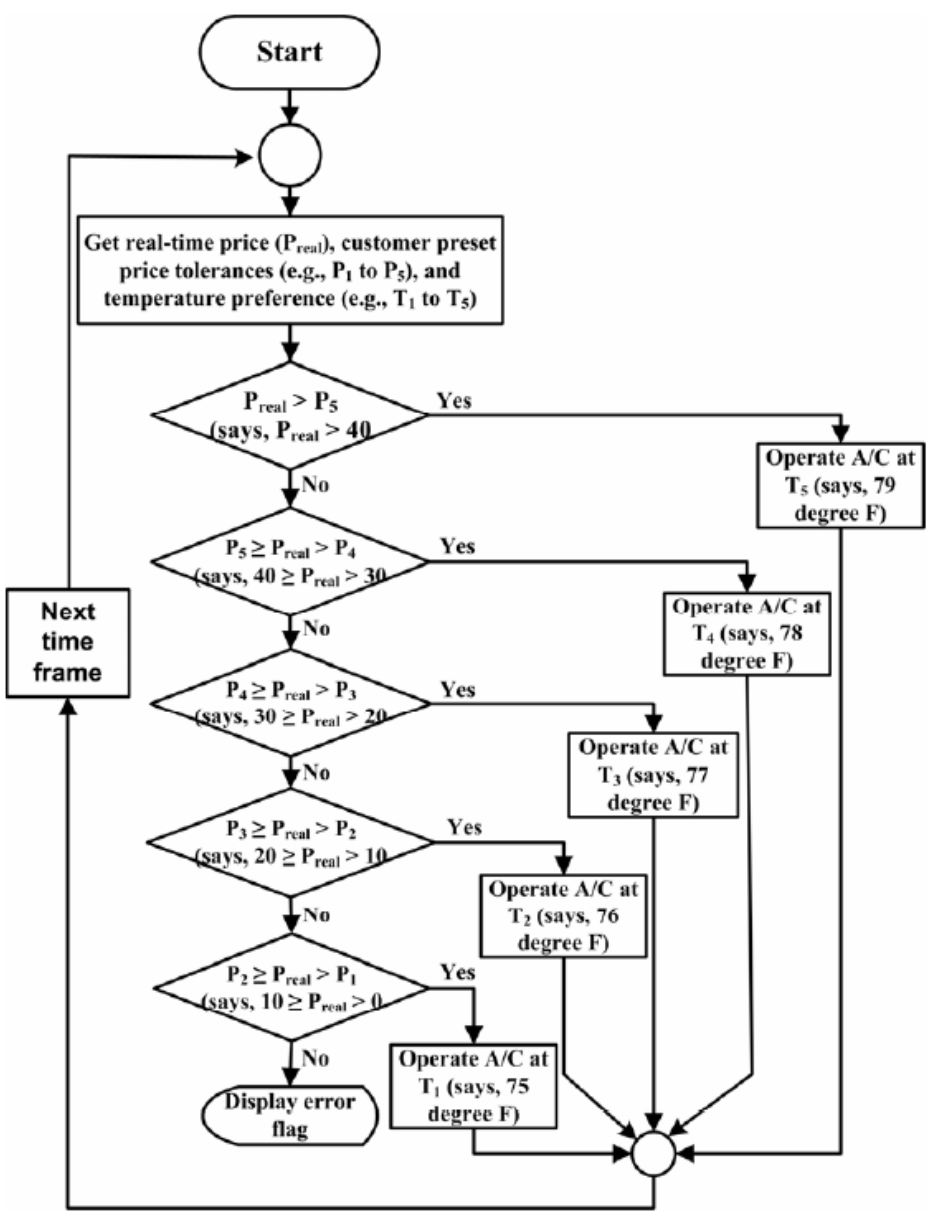 Start
Get real-time price (Preal), customer preset
price tolerances (e.g., P1 to P5), and
temperature preference (e.g., T1 to T5)
Preal > P5
(says, Preal > 40
Yes
Operate A/C at
T5 (says, 79
degree F)
No
P5 ≥ Preal > P4
(says, 40 ≥ Preal > 30
Yes
Operate A/C at
T4 (says, 78
degree F)
Next
time
frame
No
P4 ≥ Preal > P3
(says, 30 ≥ Preal > 20
Yes
Operate A/C at
T3 (says, 77
degree F)
No
P3 ≥ Preal > P2
(says, 20 ≥ Preal > 10
Yes
Operate A/C at
T2 (says, 76
degree F)
No
P2 ≥ Preal > P1
(says, 10 ≥ Preal > 0
Yes
Operate A/C at
T1 (says, 75
degree F)
No
Display error
flag